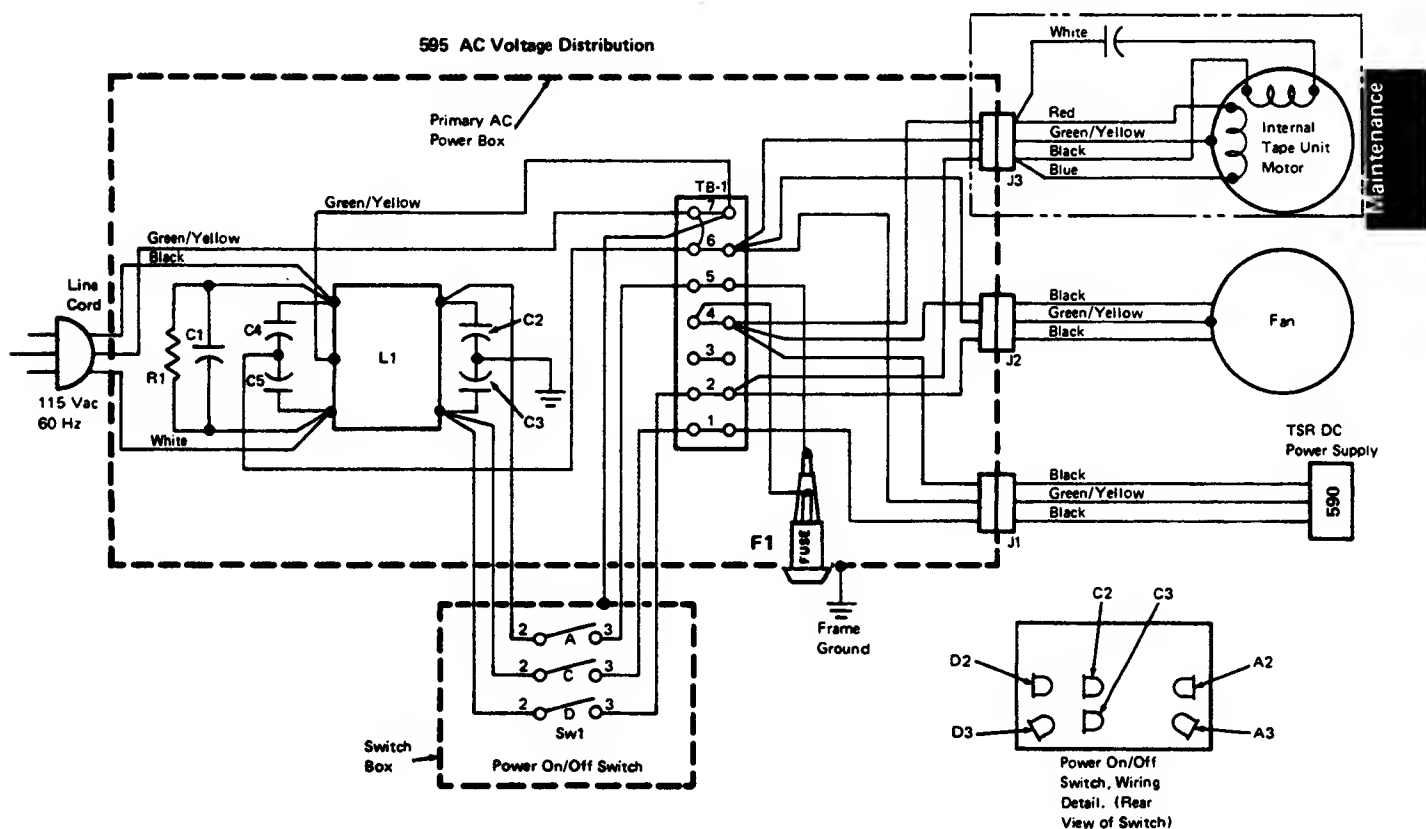 595 AC Voltage Distribution
Primary AC
Power Box
White
Maintenance
Red
Green/Yellow
Black
Blue
J3
Internal
Tape Unit
Motor
TB-1
7
6
5
4
3
2
1
Green/Yellow
Green/Yellow
Black
Line
Cord
115 Vac
60 Hz
White
R1
C1
C4
C5
L1
C2
C3
Black
Green/Yellow
Black
J2
Fan
TSR DC
Power Supply
Black
Green/Yellow
Black
J1
590
F1
FUSE
Frame
Ground
2 A 3
2 C 3
2 D 3
Sw1
Switch
Box
Power On/Off Switch
C2
C3
D2
A2
D3
A3
Power On/Off
Switch, Wiring
Detail. (Rear
View of Switch)